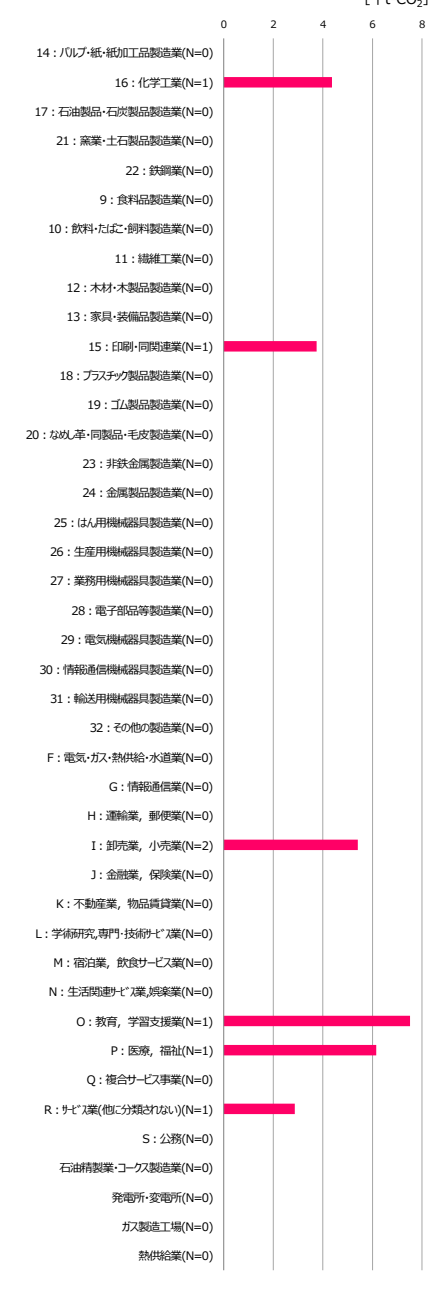 [千t-CO₂]
0 2 4 6 8
14：パルプ・紙・紙加工品製造業(N=0)
16：化学工業(N=1)
17：石油製品・石炭製品製造業(N=0)
21：窯業・土石製品製造業(N=0)
22：鉄鋼業(N=0)
9：食料品製造業(N=0)
10：飲料・たばこ・飼料製造業(N=0)
11：繊維工業(N=0)
12：木材・木製品製造業(N=0)
13：家具・装備品製造業(N=0)
15：印刷・同関連業(N=1)
18：プラスチック製品製造業(N=0)
19：ゴム製品製造業(N=0)
20：なめし革・同製品・毛皮製造業(N=0)
23：非鉄金属製造業(N=0)
24：金属製品製造業(N=0)
25：はん用機械器具製造業(N=0)
26：生産用機械器具製造業(N=0)
27：業務用機械器具製造業(N=0)
28：電子部品等製造業(N=0)
29：電気機械器具製造業(N=0)
30：情報通信機械器具製造業(N=0)
31：輸送用機械器具製造業(N=0)
32：その他の製造業(N=0)
F：電気・ガス・熱供給・水道業(N=0)
G：情報通信業(N=0)
H：運輸業，郵便業(N=0)
I：卸売業，小売業(N=2)
J：金融業，保険業(N=0)
K：不動産業，物品賃貸業(N=0)
L：学術研究,専門・技術ｻｰﾋﾞｽ業(N=0)
M：宿泊業，飲食サービス業(N=0)
N：生活関連ｻｰﾋﾞｽ業,娯楽業(N=0)
O：教育，学習支援業(N=1)
P：医療，福祉(N=1)
Q：複合サービス事業(N=0)
R：ｻｰﾋﾞｽ業(他に分類されない)(N=1)
S：公務(N=0)
石油精製業・コークス製造業(N=0)
発電所・変電所(N=0)
ガス製造工場(N=0)
熱供給業(N=0)